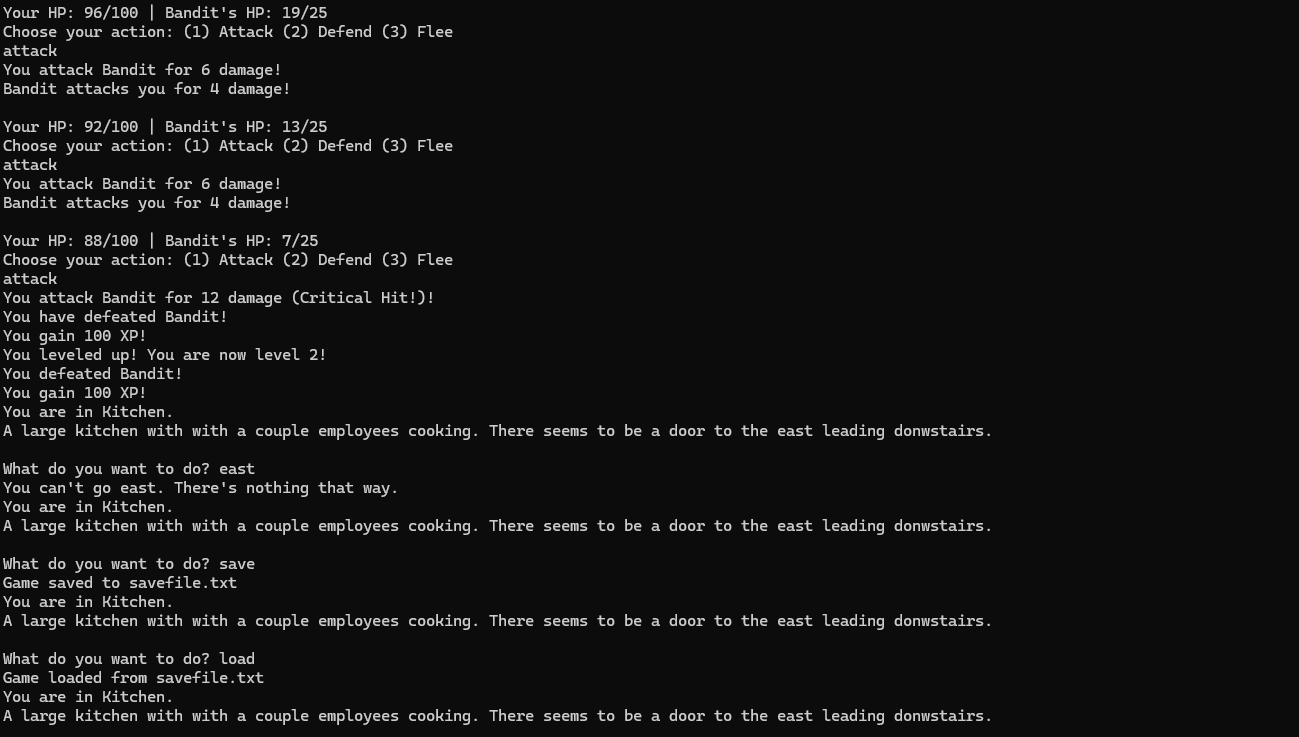 Your HP: 96/100 | Bandit's HP: 19/25
Choose your action: (1) Attack (2) Defend (3) Flee
attack
You attack Bandit for 6 damage!
Bandit attacks you for 4 damage!
Your HP: 92/100 | Bandit's HP: 13/25
Choose your action: (1) Attack (2) Defend (3) Flee
attack
You attack Bandit for 6 damage!
Bandit attacks you for 4 damage!
Your HP: 88/100 | Bandit's HP: 7/25
Choose your action: (1) Attack (2) Defend (3) Flee
attack
You attack Bandit for 12 damage (Critical Hit!)!
You have defeated Bandit!
You gain 100 XP!
You leveled up! You are now level 2!
You defeated Bandit!
You gain 100 XP!
You are in Kitchen.
A large kitchen with with a couple employees cooking. There seems to be a door to the east leading donwstairs.
What do you want to do? east
You can't go east. There's nothing that way.
You are in Kitchen.
A large kitchen with with a couple employees cooking. There seems to be a door to the east leading donwstairs.
What do you want to do? save
Game saved to savefile.txt
You are in Kitchen.
A large kitchen with with a couple employees cooking. There seems to be a door to the east leading donwstairs.
What do you want to do? load
Game loaded from savefile.txt
You are in Kitchen.
A large kitchen with with a couple employees cooking. There seems to be a door to the east leading donwstairs.